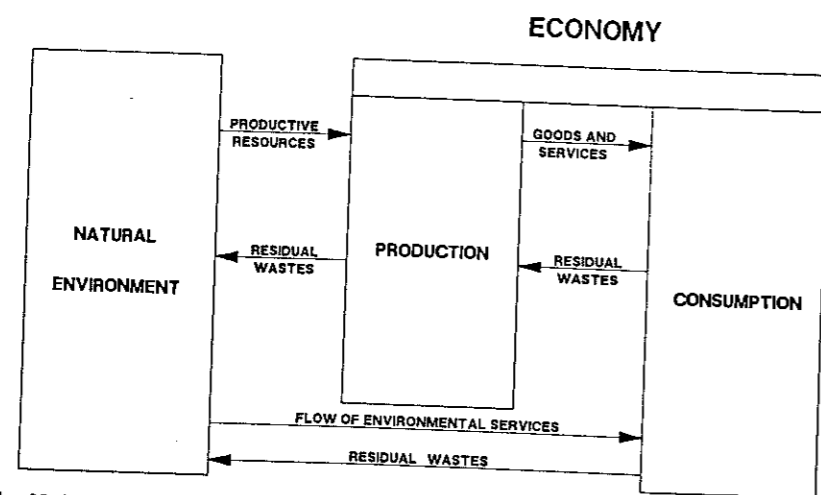 ECONOMY
PRODUCTIVE
RESOURCES
GOODS AND
SERVICES
NATURAL
ENVIRONMENT
RESIDUAL
WASTES
PRODUCTION
RESIDUAL
WASTES
CONSUMPTION
FLOW OF ENVIRONMENTAL SERVICES
RESIDUAL WASTES